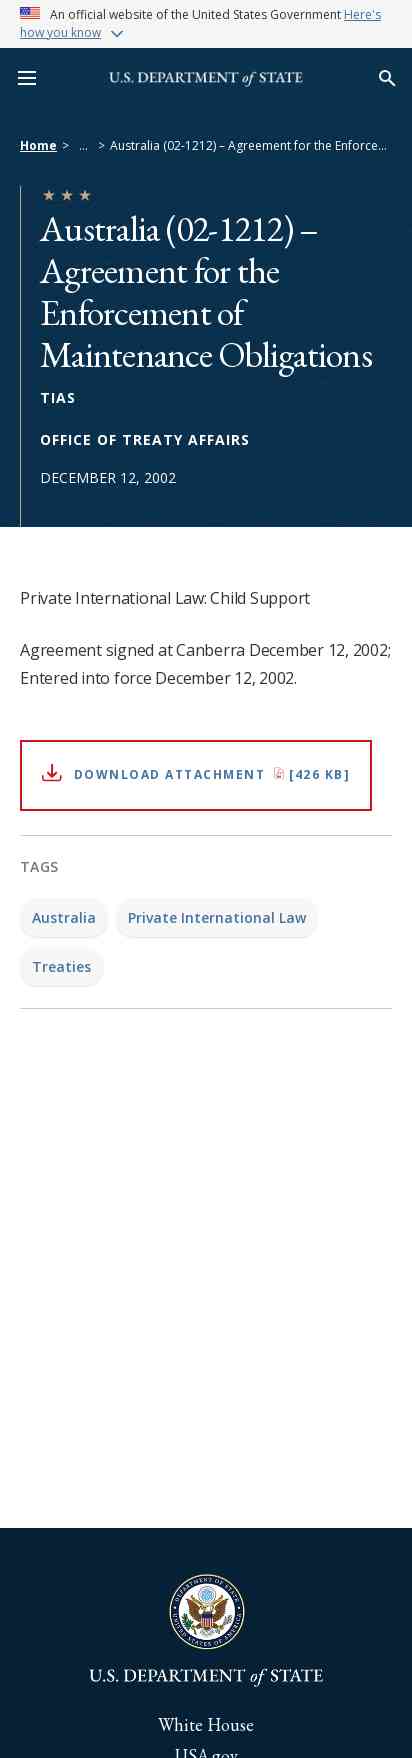 An official website of the United States Government Here's
how you know
U.S. DEPARTMENT of STATE
Home > ... > Australia (02-1212) – Agreement for the Enforce...
Australia (02-1212) –
Agreement for the
Enforcement of
Maintenance Obligations
TIAS
OFFICE OF TREATY AFFAIRS
DECEMBER 12, 2002
Private International Law: Child Support
Agreement signed at Canberra December 12, 2002;
Entered into force December 12, 2002.
DOWNLOAD ATTACHMENT [426 KB]
TAGS
Australia Private International Law
Treaties
DEPARTMENT OF STATE
UNITED STATES OF AMERICA
U.S. DEPARTMENT of STATE
White House
USA.gov